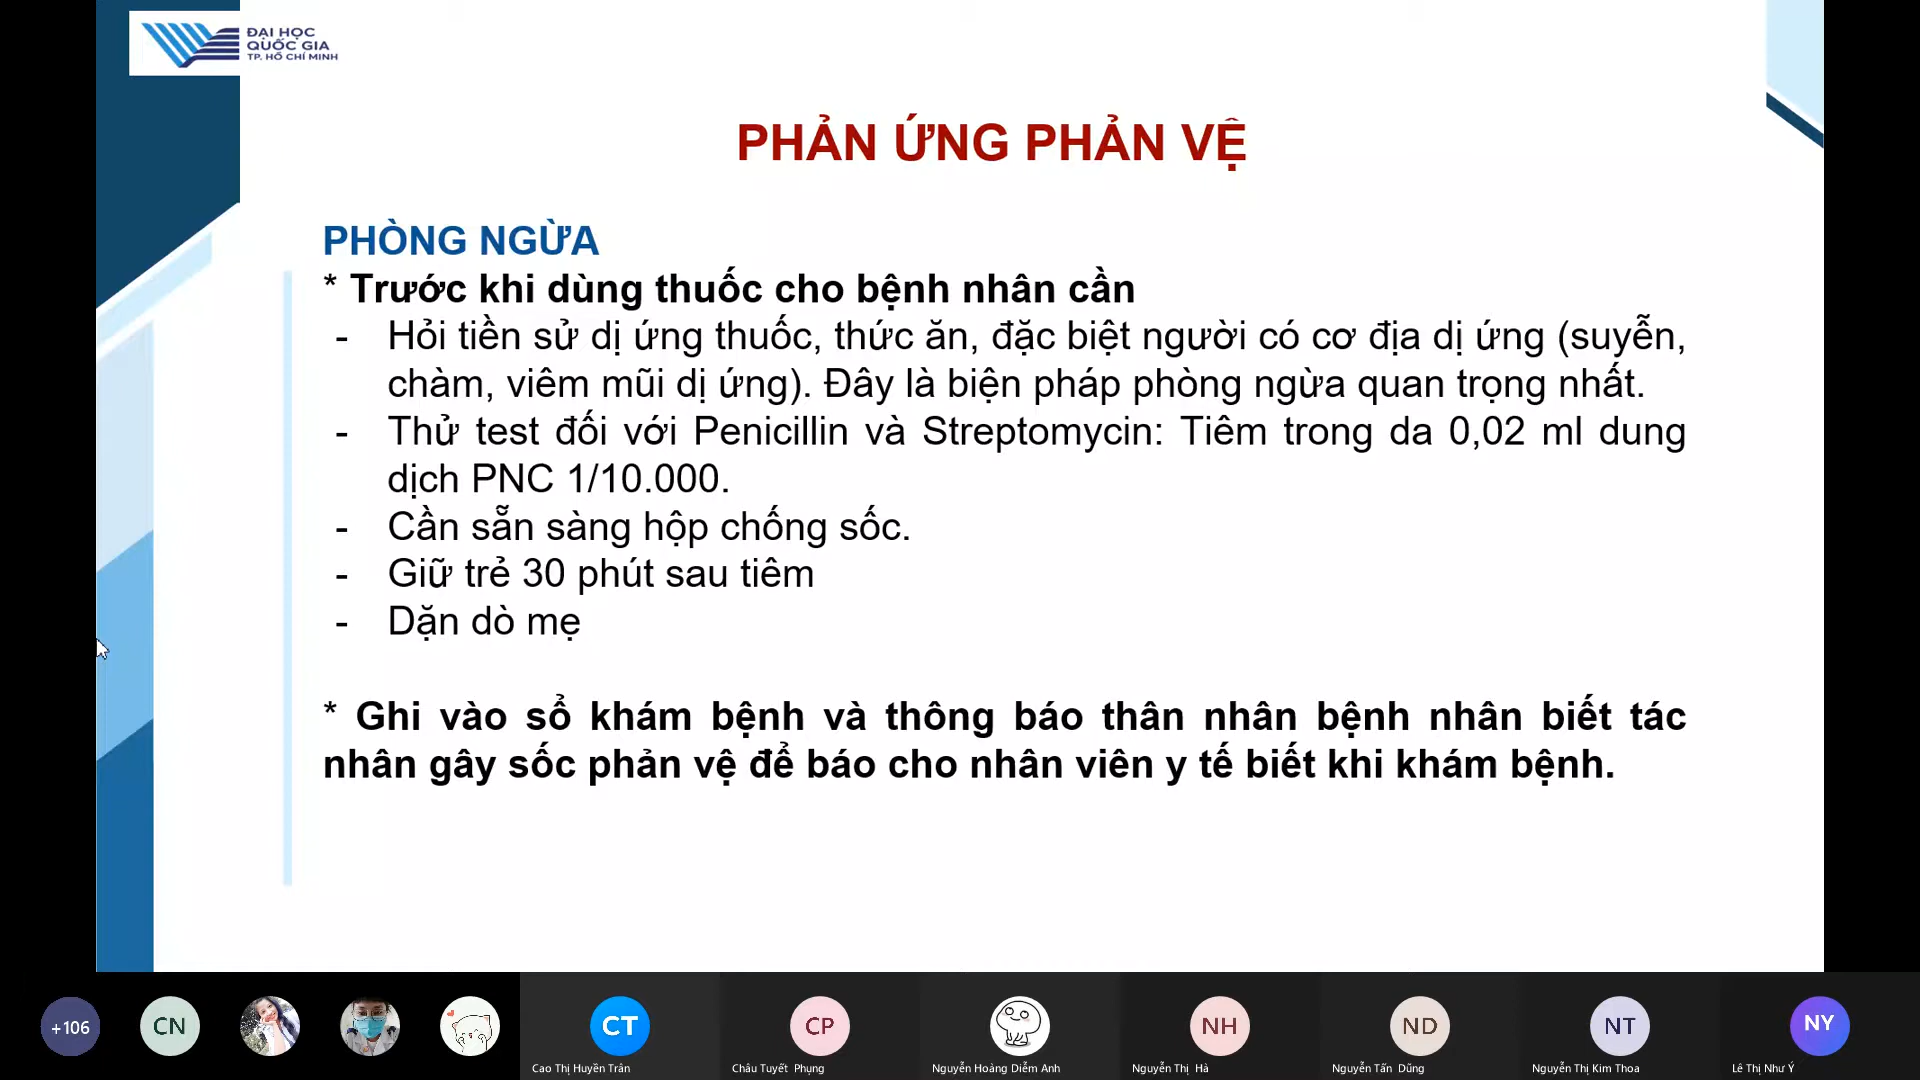 ĐẠI HỌC
QUỐC GIA
TP. HỒ CHÍ MINH
PHẢN ỨNG PHẢN VỆ
PHÒNG NGỪA
* Trước khi dùng thuốc cho bệnh nhân cần
- Hỏi tiền sử dị ứng thuốc, thức ăn, đặc biệt người có cơ địa dị ứng (suyễn,
chàm, viêm mũi dị ứng). Đây là biện pháp phòng ngừa quan trọng nhất.
- Thử test đối với Penicillin và Streptomycin: Tiêm trong da 0,02 ml dung
dịch PNC 1/10.000.
- Cần sẵn sàng hộp chống sốc.
- Giữ trẻ 30 phút sau tiêm
- Dặn dò mẹ
* Ghi vào sổ khám bệnh và thông báo thân nhân bệnh nhân biết tác
nhân gây sốc phản vệ để báo cho nhân viên y tế biết khi khám bệnh.
+106
CN
CT
CP
NH
ND
NT
NY
Cao Thị Huyền Trân
Châu Tuyết Phụng
Nguyễn Hoàng Diễm Anh
Nguyễn Thị Hà
Nguyễn Tấn Dũng
Nguyễn Thị Kim Thoa
Lê Thị Như Ý